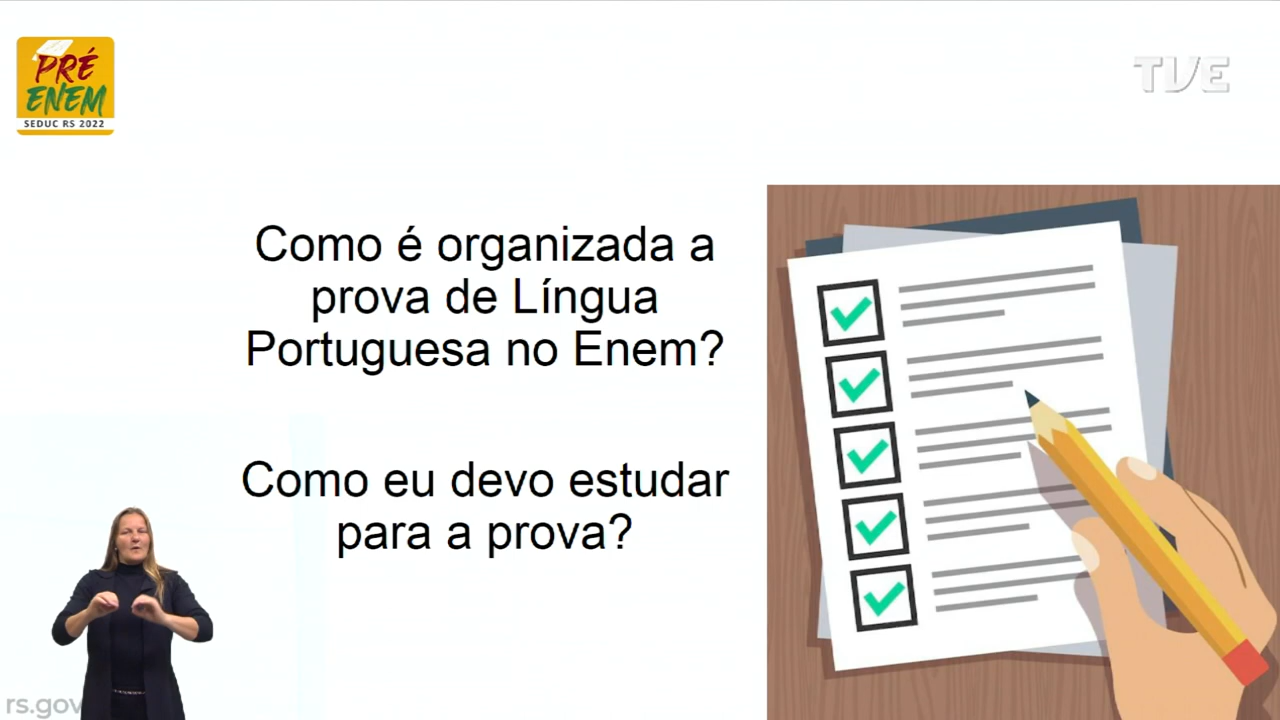 PRÉ
ENEM
SEDUC RS 2022
TVE
Como é organizada a
prova de Língua
Portuguesa no Enem?
Como eu devo estudar
para a prova?
rs.gov